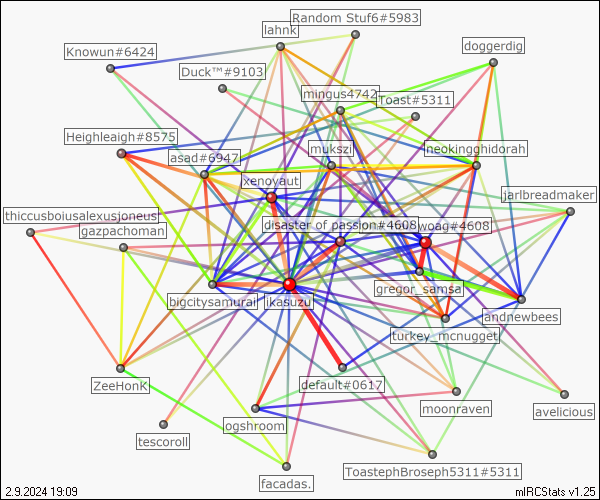 Random Stuf6#5983
lahnk
Knowun#6424
doggerdig
Duck™#9103
mingus4742
Toast#5311
Heighleaigh#8575
mukszil
neokingghidorah
asad#6947
xenovaut
jarlbreadmaker
thiccusboiusalexusjoneus
disaster of passion#4608
woag#4608
gazpachoman
bigcitysamurai
ikasuzu
gregor_samsa
andnewbees
turkey_mcnugget
ZeeHonK
default#0617
moonraven
avelicious
ogshroom
tescoroll
ToastephBroseph5311#5311
facadas.
2.9.2024 19:09
mIRCStats v1.25